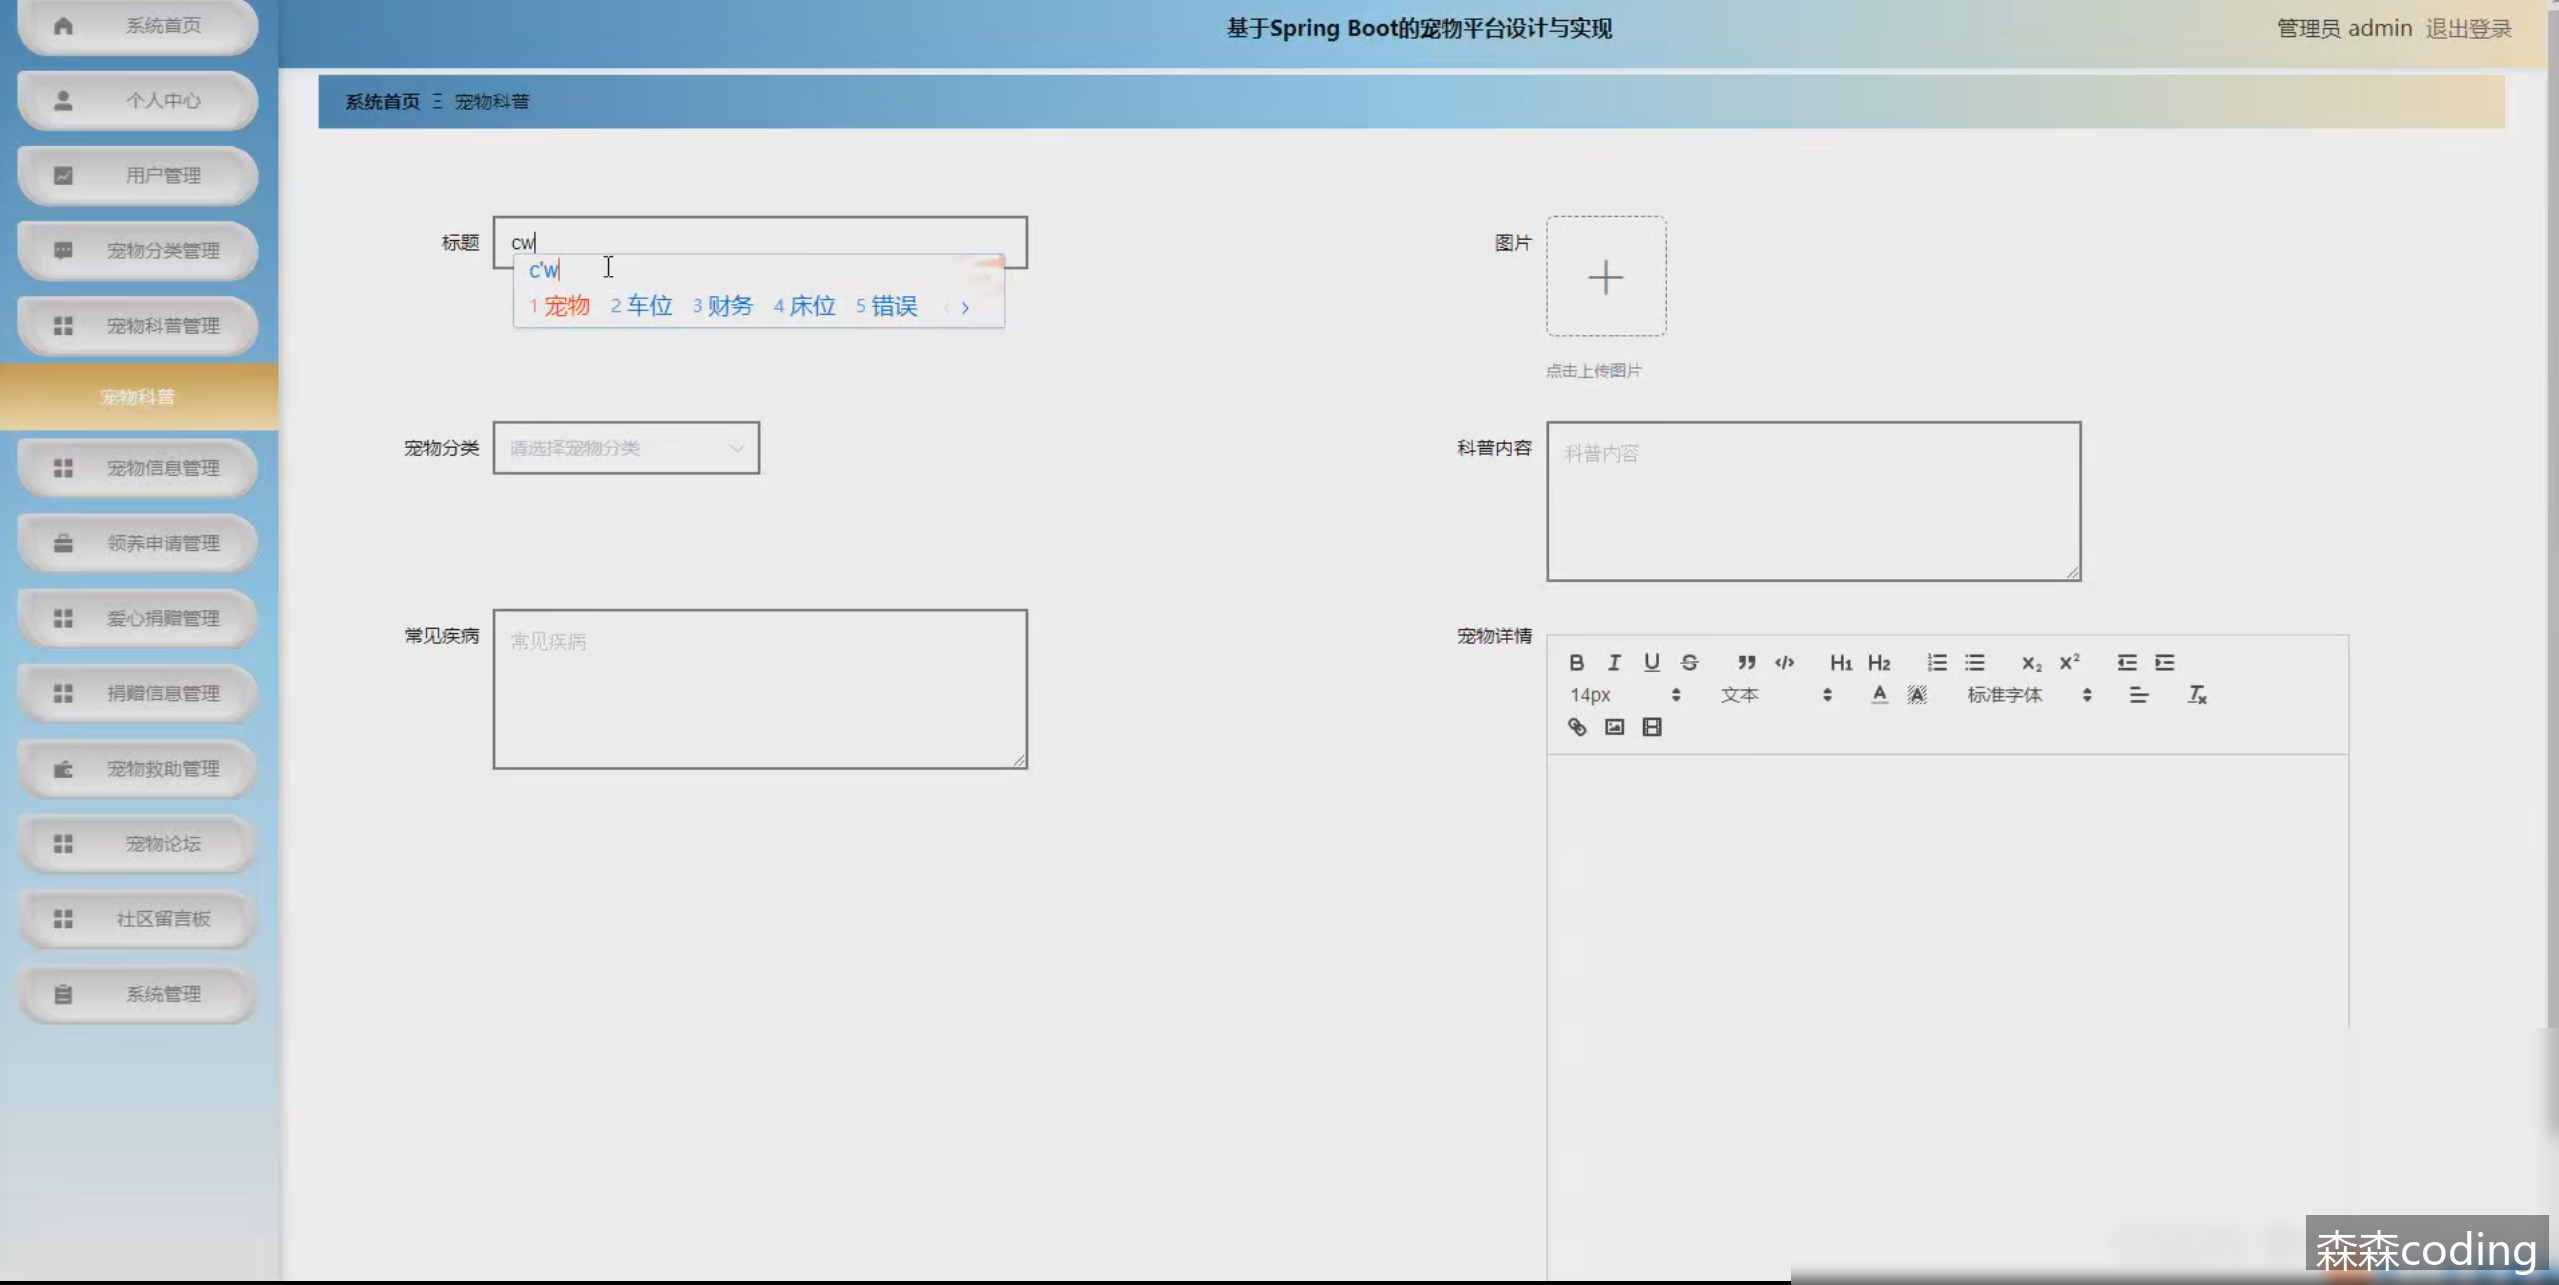 系统首页
个人中心
用户管理
宠物分类管理
宠物科普管理
宠物科普
宠物信息管理
领养申请管理
爱心捐赠管理
捐赠信息管理
宠物救助管理
宠物论坛
社区留言板
系统管理
基于Spring Boot的宠物平台设计与实现
管理员 admin 退出登录
系统首页 宠物科普
标题 cw
c'w
1 宠物 2 车位 3 财务 4 床位 5 错误
图片
点击上传图片
宠物分类 请选择宠物分类
科普内容 科普内容
常见疾病 常见疾病
宠物详情
B I U S ” </> H1 H2 x2 x²
14px 文本 A A 标准字体 Tx
森森coding